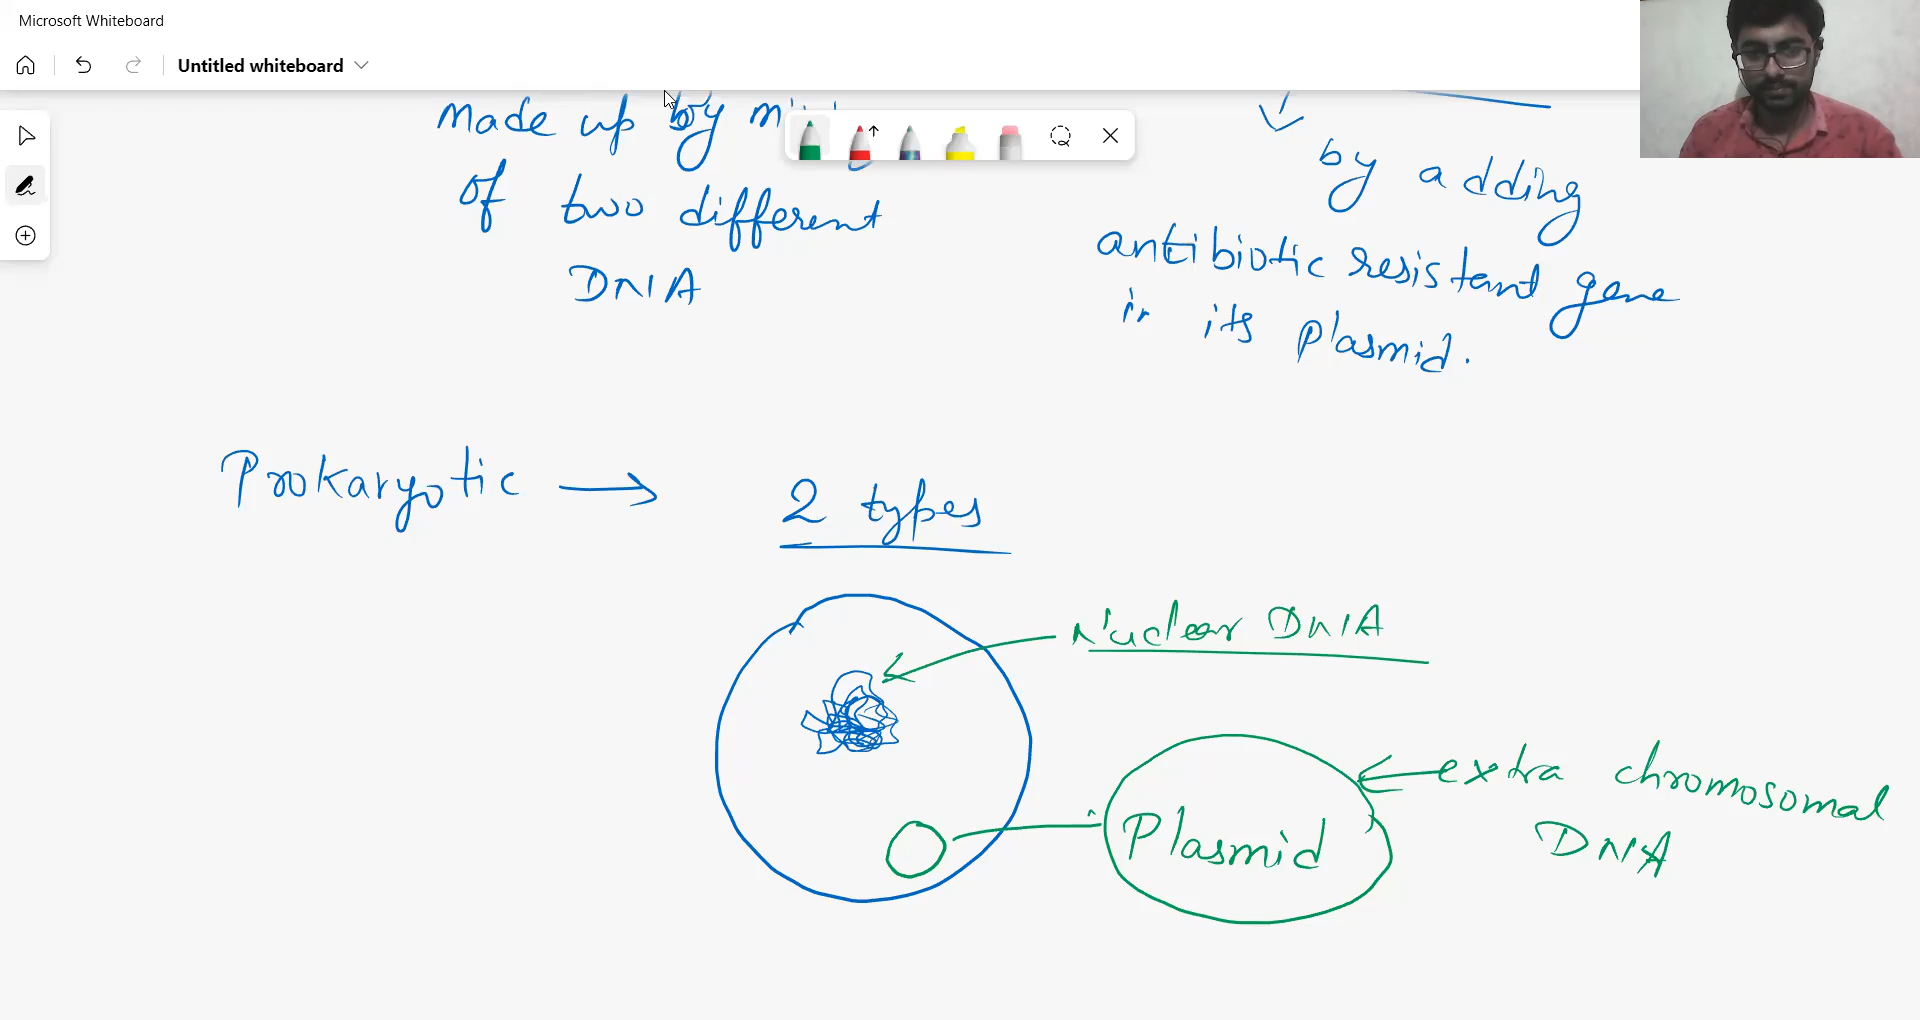 Microsoft Whiteboard
Untitled whiteboard
made up by
of two different
DNA
by adding
antibiotic resistant gene
in its plasmid.
Prokaryotic → 2 types
Nuclear DNA
Plasmid
extra chromosomal
DNA